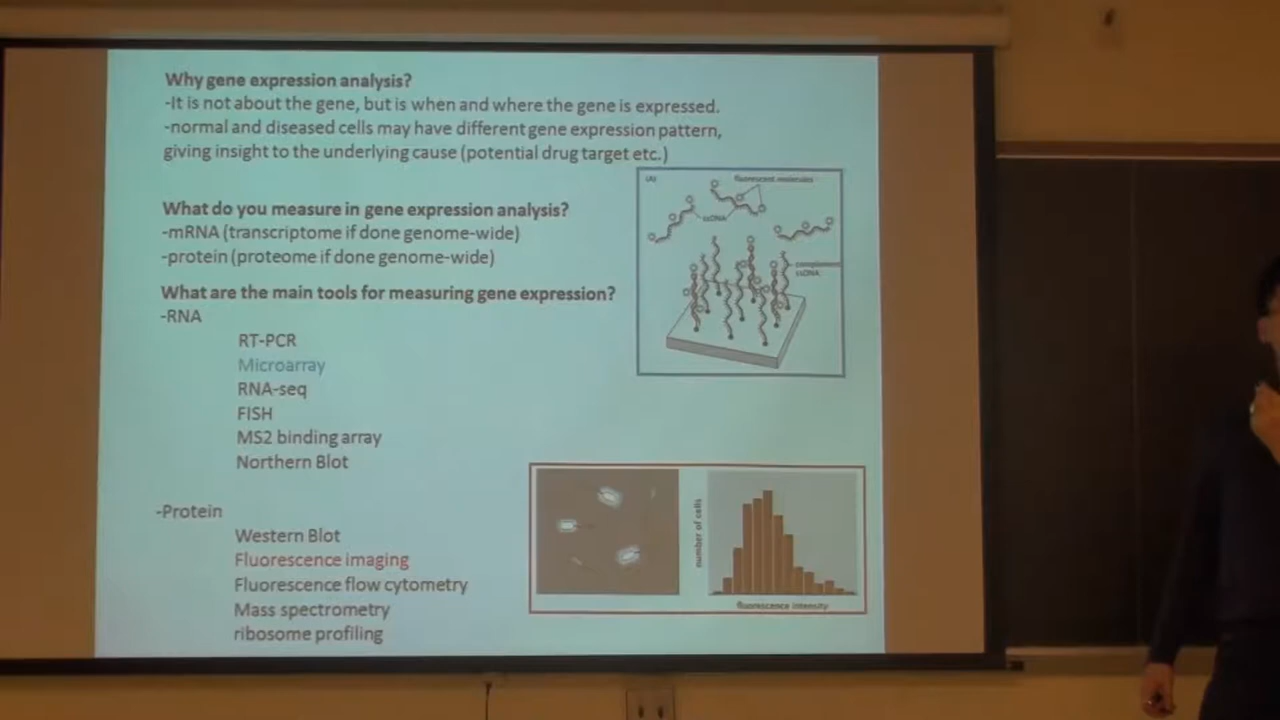 Why gene expression analysis?
-It is not about the gene, but is when and where the gene is expressed.
-normal and diseased cells may have different gene expression pattern,
giving insight to the underlying cause (potential drug target etc.)
fluorescent molecules
ssDNA
What do you measure in gene expression analysis?
-mRNA (transcriptome if done genome-wide)
-protein (proteome if done genome-wide)
ssDNA
What are the main tools for measuring gene expression?
-RNA
RT-PCR
Microarray
RNA-seq
FISH
MS2 binding array
Northern Blot
-Protein
Western Blot
Fluorescence imaging
Fluorescence flow cytometry
Mass spectrometry
ribosome profiling
number of cells
fluorescence intensity